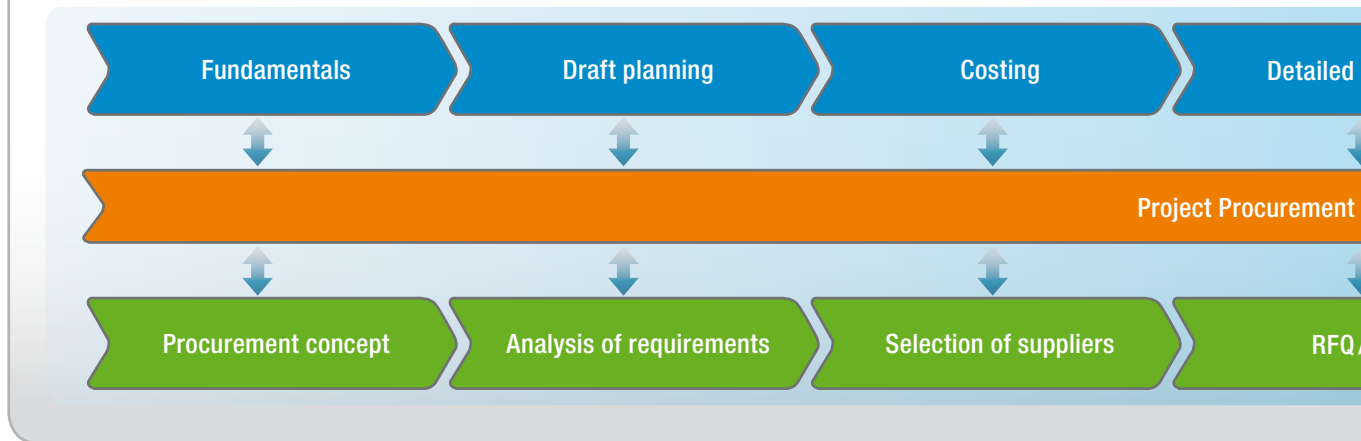 Fundamentals
Draft planning
Costing
Detailed
Project Procurement
Procurement concept
Analysis of requirements
Selection of suppliers
RFQ /